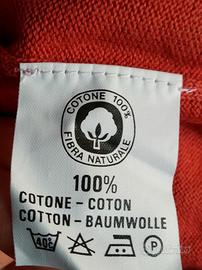 COTONE 100%
FIBRA NATURALE
100%
COTONE - COTON
COTTON - BAUMWOLLE
40°
P